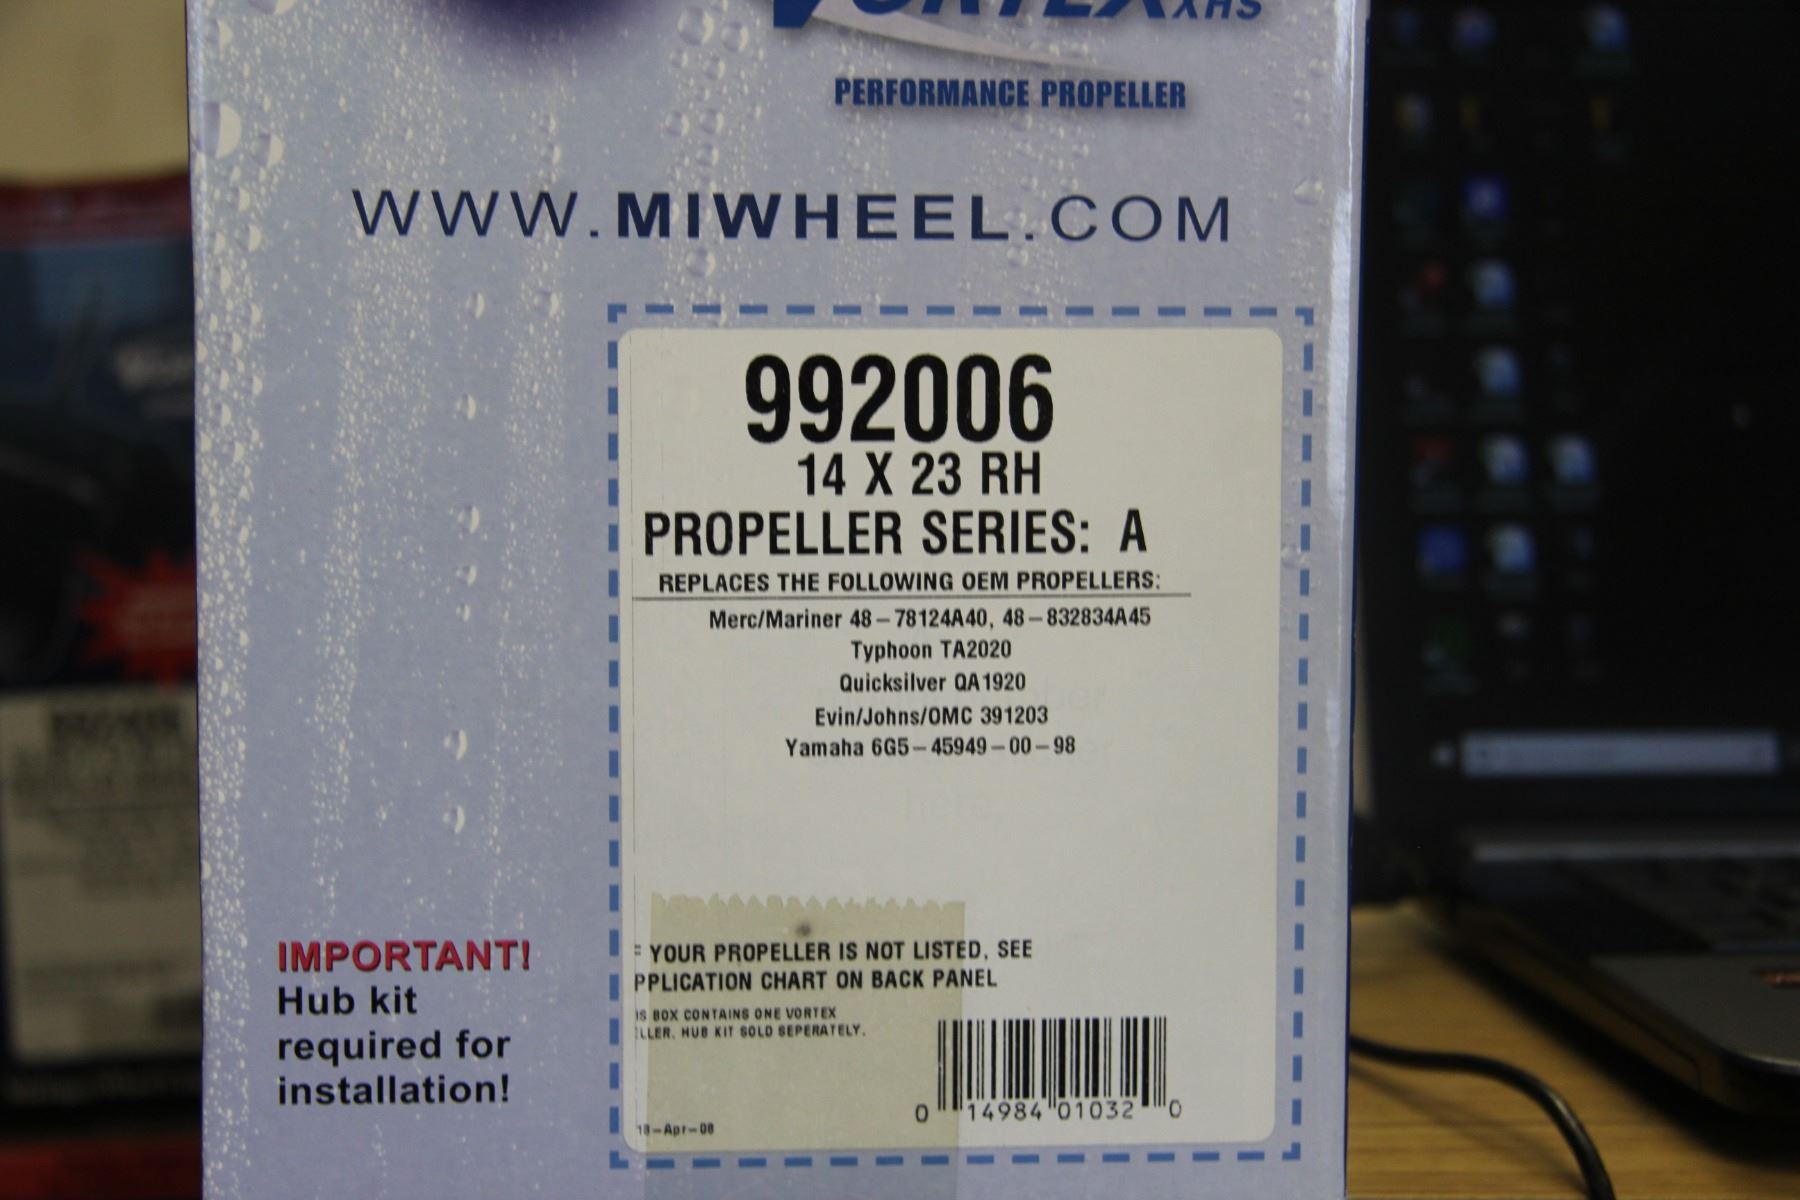 VORTEX XHS
PERFORMANCE PROPELLER
WWW.MIWHEEL.COM
992006
14 X 23 RH
PROPELLER SERIES: A
REPLACES THE FOLLOWING OEM PROPELLERS:
Merc/Mariner 48-78124A40, 48-832834A45
Typhoon TA2020
Quicksilver QA1920
Evin/Johns/OMC 391203
Yamaha 6G5-45949-00-98
YOUR PROPELLER IS NOT LISTED, SEE
PPLICATION CHART ON BACK PANEL
IS BOX CONTAINS ONE VORTEX
LLER. HUB KIT SOLD SEPERATELY.
0 14984 01032 0
18-Apr-08
IMPORTANT!
Hub kit
required for
installation!